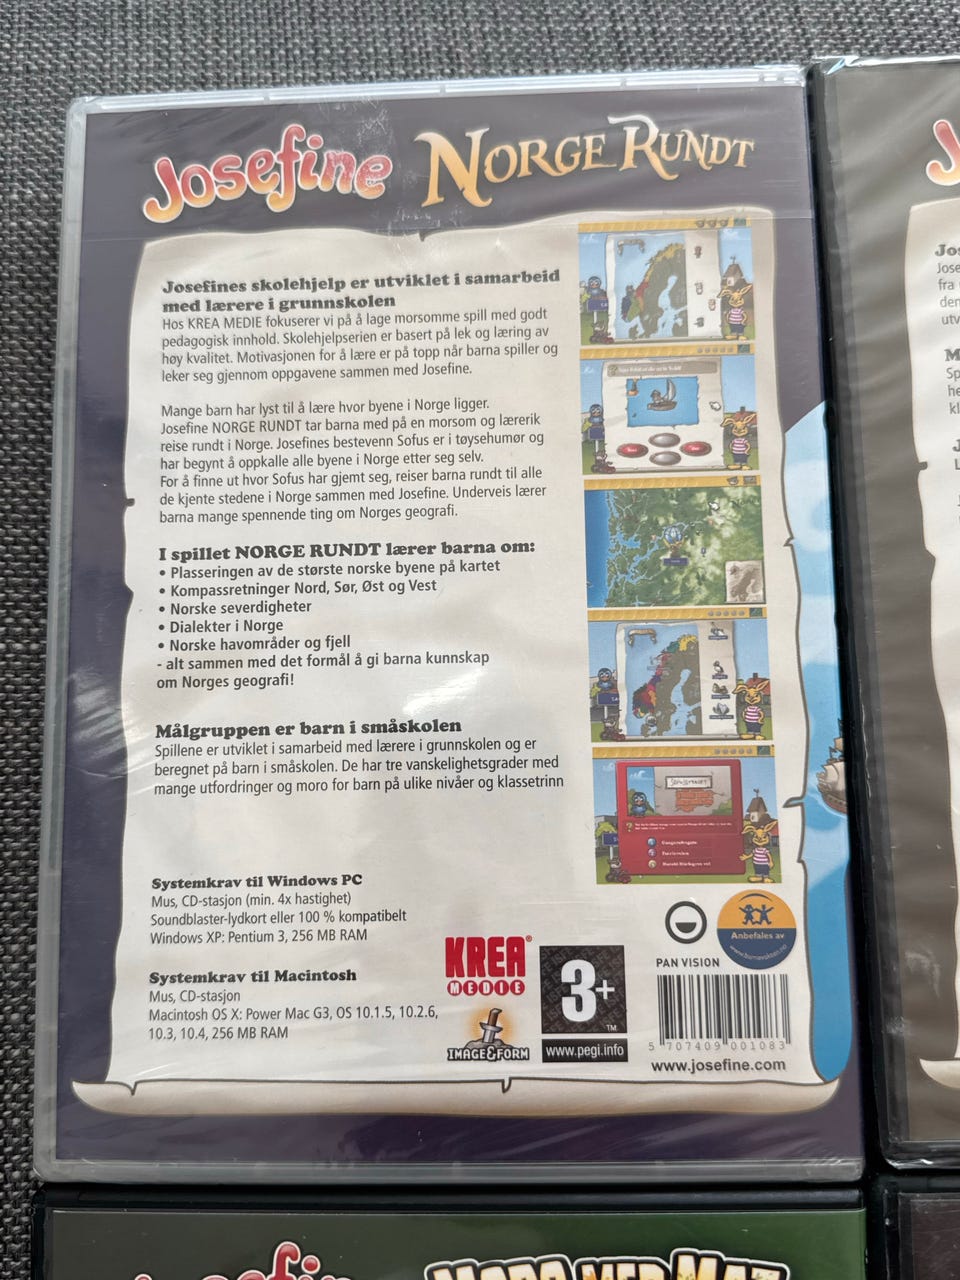 Josefine NORGE RUNDT
Josefines skolehjelp er utviklet i samarbeid
med lærere i grunnskolen
Hos KREA MEDIE fokuserer vi på å lage morsomme spill med godt
pedagogisk innhold. Skolehjelpserien er basert på lek og læring av
høy kvalitet. Motivasjonen for å lære er på topp når barna spiller og
leker seg gjennom oppgavene sammen med Josefine.
Mange barn har lyst til å lære hvor byene i Norge ligger.
Josefine NORGE RUNDT tar barna med på en morsom og lærerik
reise rundt i Norge. Josefines bestevenn Sofus er i tøysehumør og
har begynt å oppkalle alle byene i Norge etter seg selv.
For å finne ut hvor Sofus har gjemt seg, reiser barna rundt til alle
de kjente stedene i Norge sammen med Josefine. Underveis lærer
barna mange spennende ting om Norges geografi.
I spillet NORGE RUNDT lærer barna om:
• Plasseringen av de største norske byene på kartet
• Kompassretninger Nord, Sør, Øst og Vest
• Norske severdigheter
• Dialekter i Norge
• Norske havområder og fjell
- alt sammen med det formål å gi barna kunnskap
om Norges geografi!
Målgruppen er barn i småskolen
Spillene er utviklet i samarbeid med lærere i grunnskolen og er
beregnet på barn i småskolen. De har tre vanskelighetsgrader med
mange utfordringer og moro for barn på ulike nivåer og klassetrinn
Systemkrav til Windows PC
Mus, CD-stasjon (min. 4x hastighet)
Soundblaster-lydkort eller 100 % kompatibelt
Windows XP: Pentium 3, 256 MB RAM
Systemkrav til Macintosh
Mus, CD-stasjon
Macintosh OS X: Power Mac G3, OS 10.1.5, 10.2.6,
10.3, 10.4, 256 MB RAM
KREA®
MEDIE
IMAGE&FORM
3+
TM
www.pegi.info
PAN VISION
Anbefales av
www.barnevakten.no
5 707409 001083
www.josefine.com
Josefine MORO MED MAT